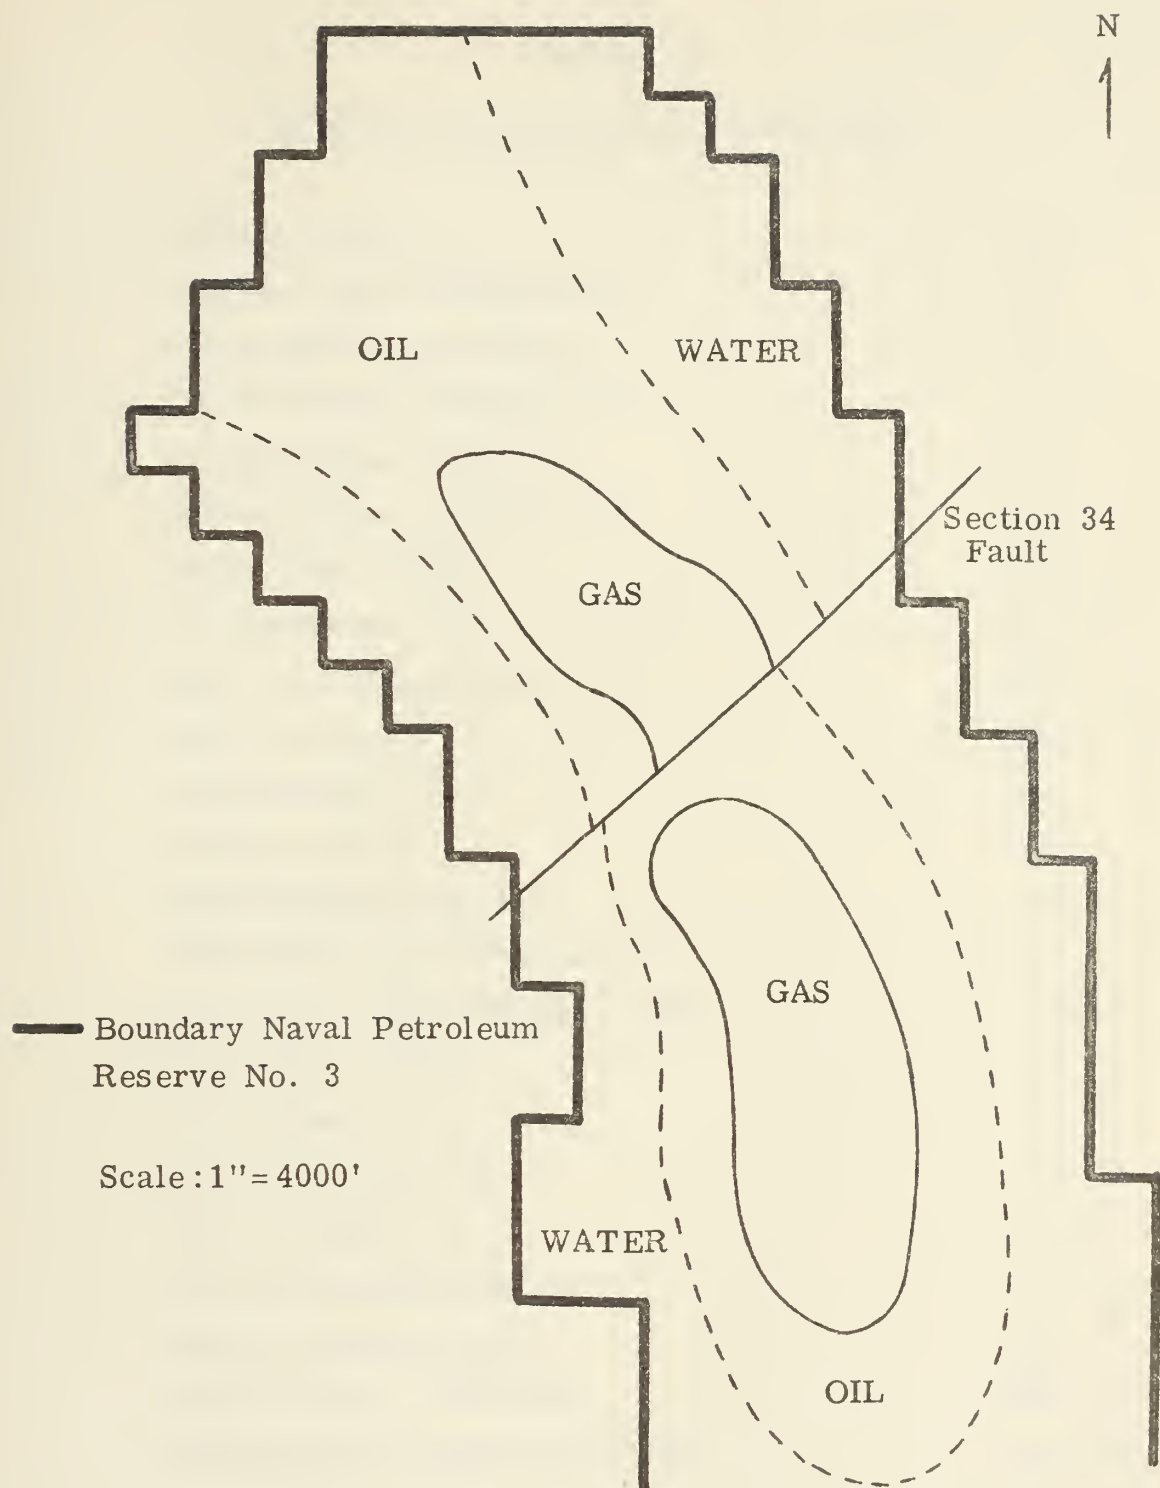 N
OIL
WATER
Section 34
Fault
GAS
GAS
Boundary Naval Petroleum
Reserve No. 3
Scale: 1"= 4000'
WATER
OIL